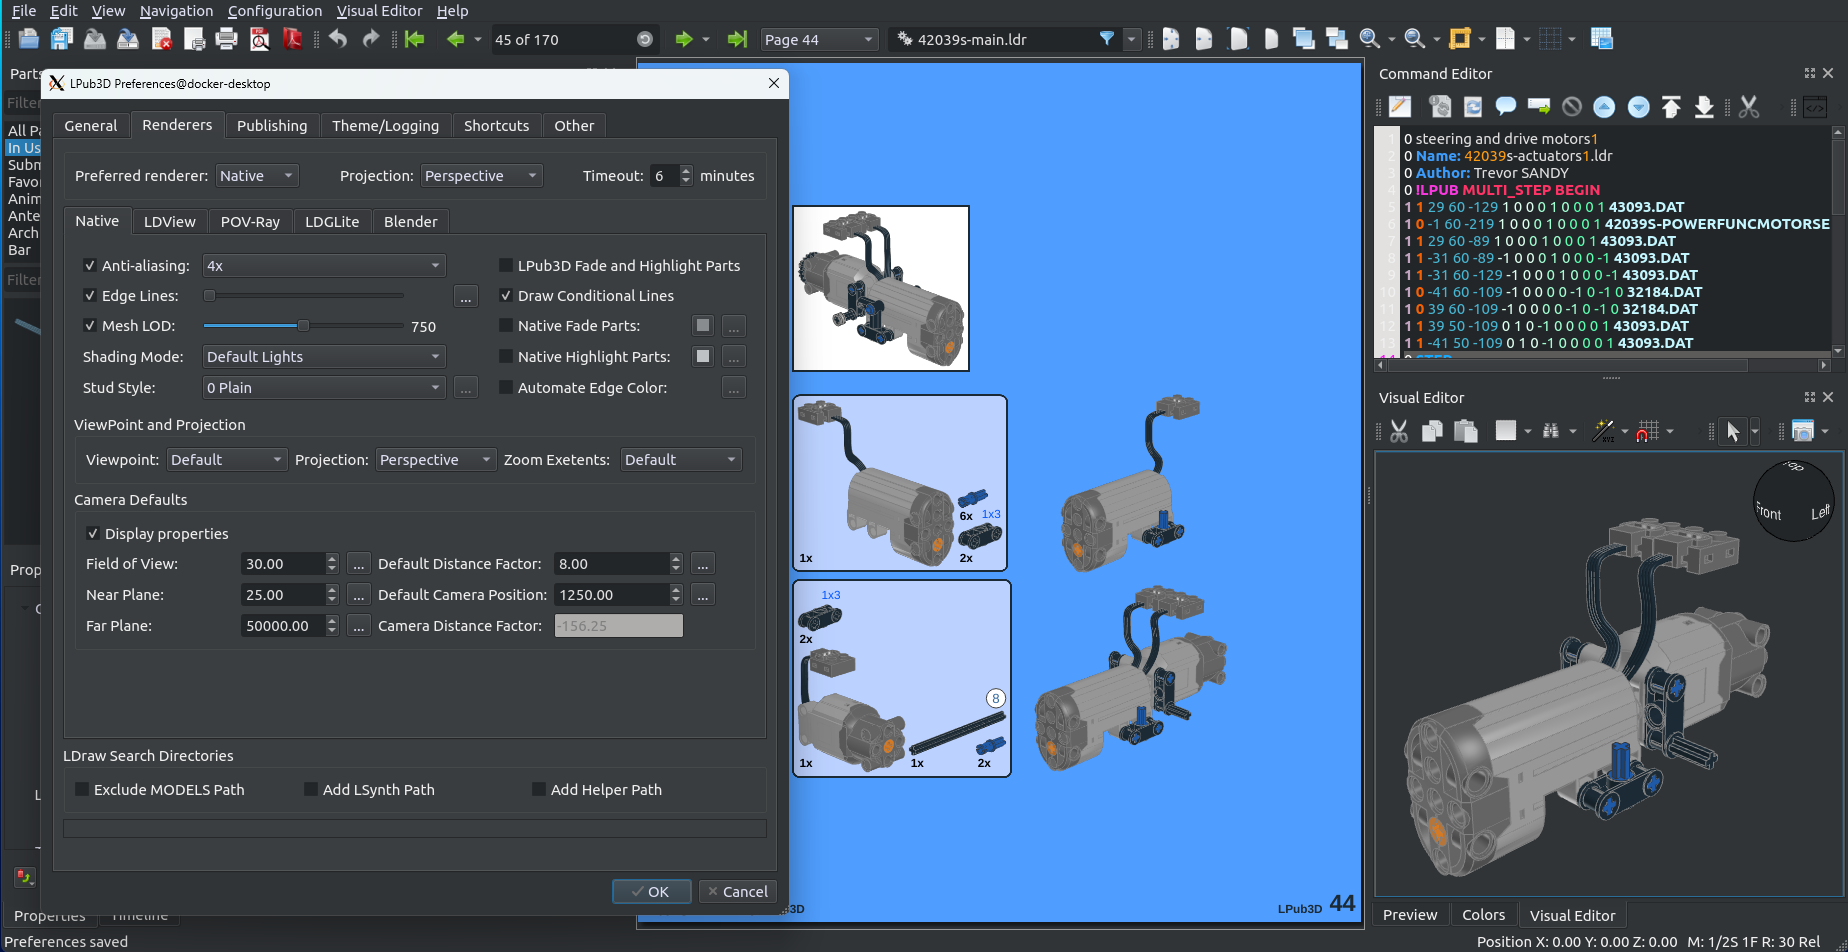 File Edit View Navigation Configuration Visual Editor Help
45 of 170
Page 44
42039s-main.ldr
Parts
Filter
All Pa
In Us
Subm
Favor
Anim
Ante
Arch
Bar
Filter
LPub3D Preferences@docker-desktop
General Renderers Publishing Theme/Logging Shortcuts Other
Preferred renderer: Native Projection: Perspective Timeout: 6 minutes
Native LDView POV-Ray LDGLite Blender
Anti-aliasing: 4x LPub3D Fade and Highlight Parts
Edge Lines: ... Draw Conditional Lines
Mesh LOD: 750 Native Fade Parts: ...
Shading Mode: Default Lights Native Highlight Parts: ...
Stud Style: 0 Plain ... Automate Edge Color: ...
ViewPoint and Projection
Viewpoint: Default Projection: Perspective Zoom Exetents: Default
Camera Defaults
Display properties
Field of View: 30.00 ... Default Distance Factor: 8.00 ...
Near Plane: 25.00 ... Default Camera Position: 1250.00 ...
Far Plane: 50000.00 ... Camera Distance Factor: -156.25
LDraw Search Directories
Exclude MODELS Path Add LSynth Path Add Helper Path
OK Cancel
Prop
Properties Timeline
Preferences saved
6x 1x3
1x 2x
1x3
2x
8
1x 1x 2x
LPub3D 44
Command Editor
1 0 steering and drive motors1
2 0 Name: 42039s-actuators1.ldr
3 0 Author: Trevor SANDY
4 0 !LPUB MULTI_STEP BEGIN
5 1 1 29 60 -129 1 0 0 0 1 0 0 0 1 43093.DAT
6 1 0 -1 60 -219 1 0 0 0 1 0 0 0 1 42039S-POWERFUNCMOTORSE
7 1 1 29 60 -89 1 0 0 0 1 0 0 0 1 43093.DAT
8 1 1 -31 60 -89 -1 0 0 0 1 0 0 0 -1 43093.DAT
9 1 1 -31 60 -129 -1 0 0 0 1 0 0 0 -1 43093.DAT
10 1 0 -41 60 -109 -1 0 0 0 0 -1 0 -1 0 32184.DAT
11 1 0 39 60 -109 -1 0 0 0 0 -1 0 -1 0 32184.DAT
12 1 1 39 50 -109 0 1 0 -1 0 0 0 0 1 43093.DAT
13 1 1 -41 50 -109 0 1 0 -1 0 0 0 0 1 43093.DAT
14 0 STEP
Visual Editor
Front Left
Preview Colors Visual Editor
Position X: 0.00 Y: 0.00 Z: 0.00 M: 1/2S 1F R: 30 Rel